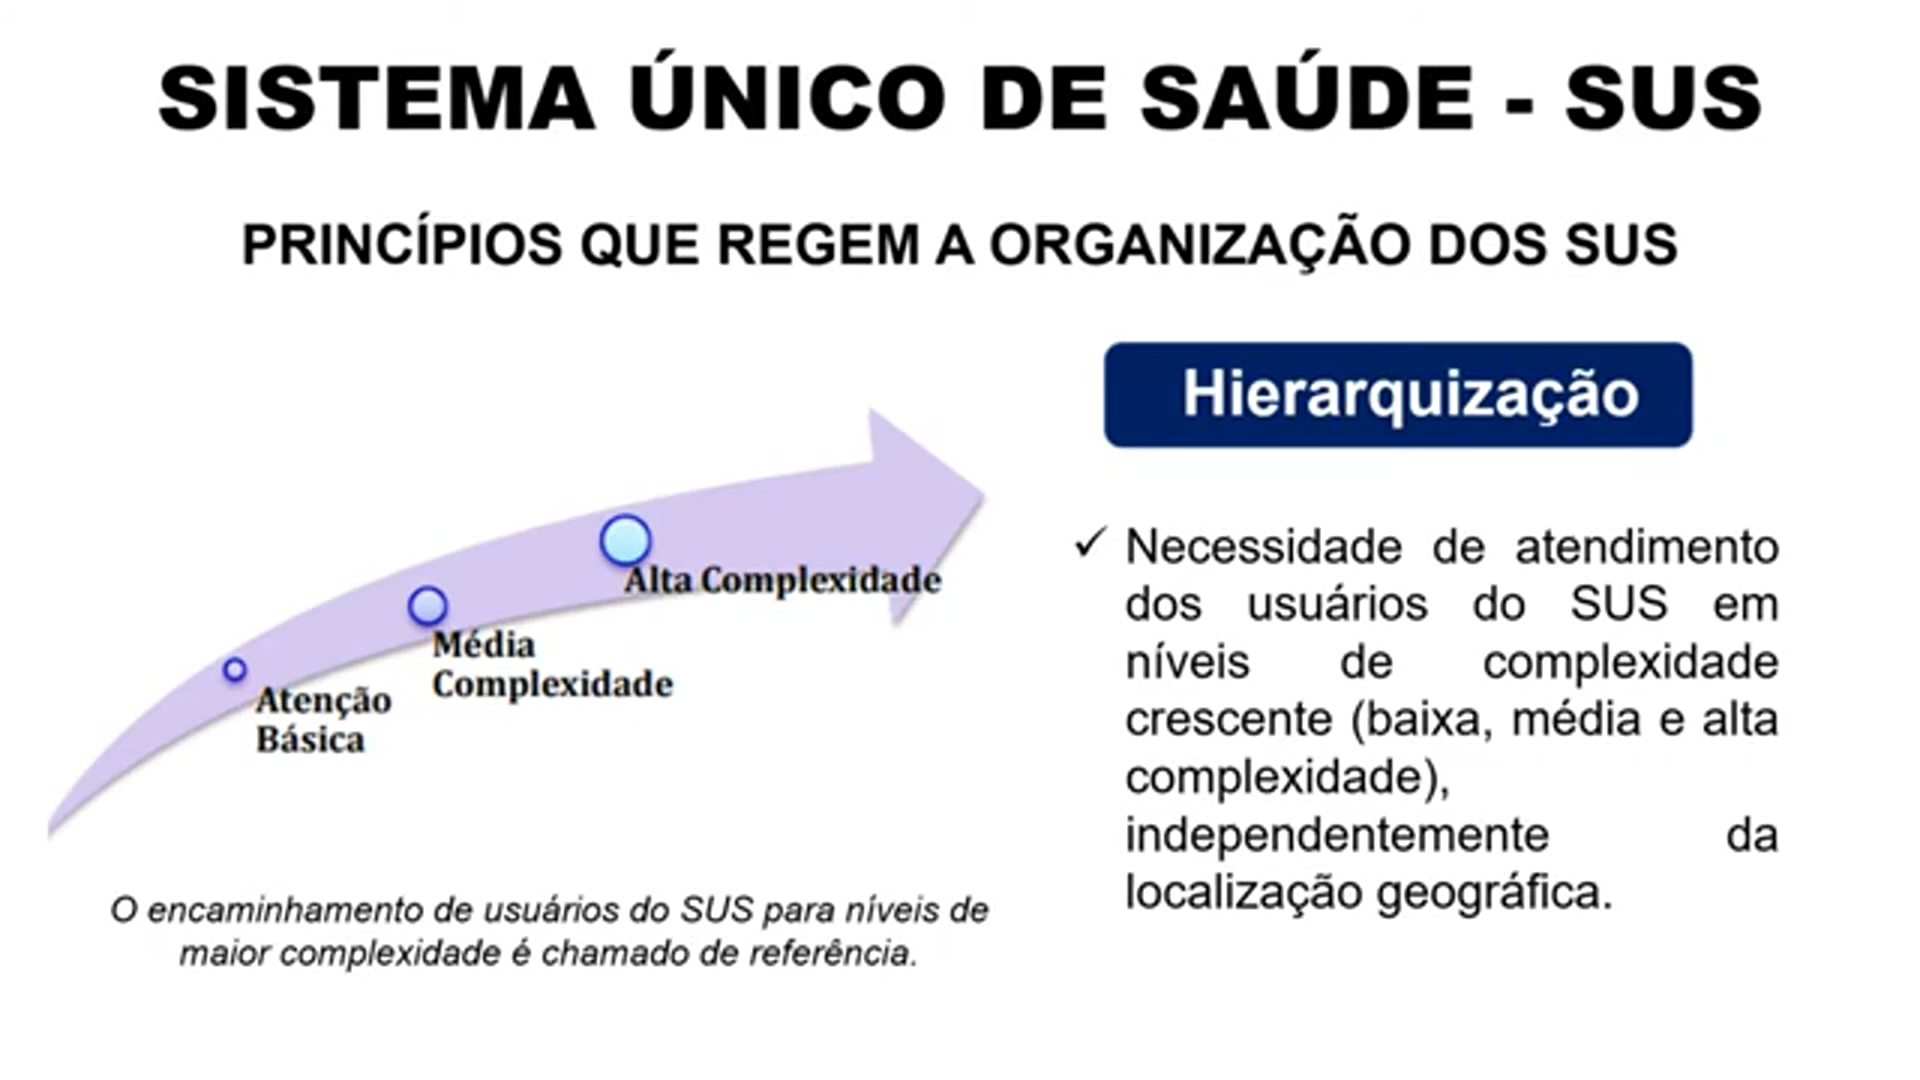 SISTEMA ÚNICO DE SAÚDE - SUS
PRINCÍPIOS QUE REGEM A ORGANIZAÇÃO DOS SUS
Alta Complexidade
Média
Complexidade
Atenção
Básica
O encaminhamento de usuários do SUS para níveis de
maior complexidade é chamado de referência.
Hierarquização
✓ Necessidade de atendimento
dos usuários do SUS em
níveis de complexidade
crescente (baixa, média e alta
complexidade),
independentemente da
localização geográfica.